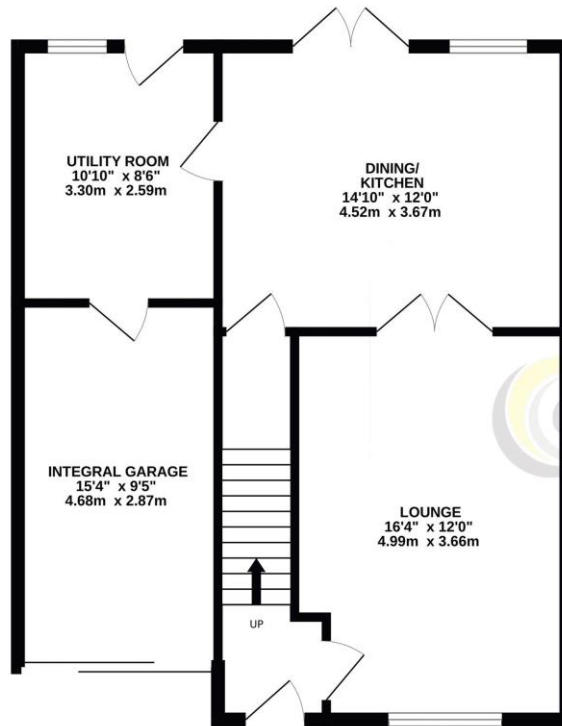 UTILITY ROOM
10'10" x 8'6"
3.30m x 2.59m
DINING/
KITCHEN
14'10" x 12'0"
4.52m x 3.67m
INTEGRAL GARAGE
15'4" x 9'5"
4.68m x 2.87m
LOUNGE
16'4" x 12'0"
4.99m x 3.66m
UP